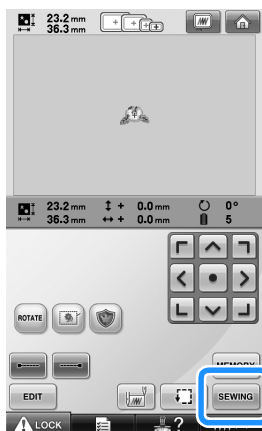 23.2 mm
36.3 mm
23.2 mm + 0.0 mm 0°
36.3 mm + 0.0 mm 5
ROTATE
MEMORY
EDIT
SEWING
LOCK ?